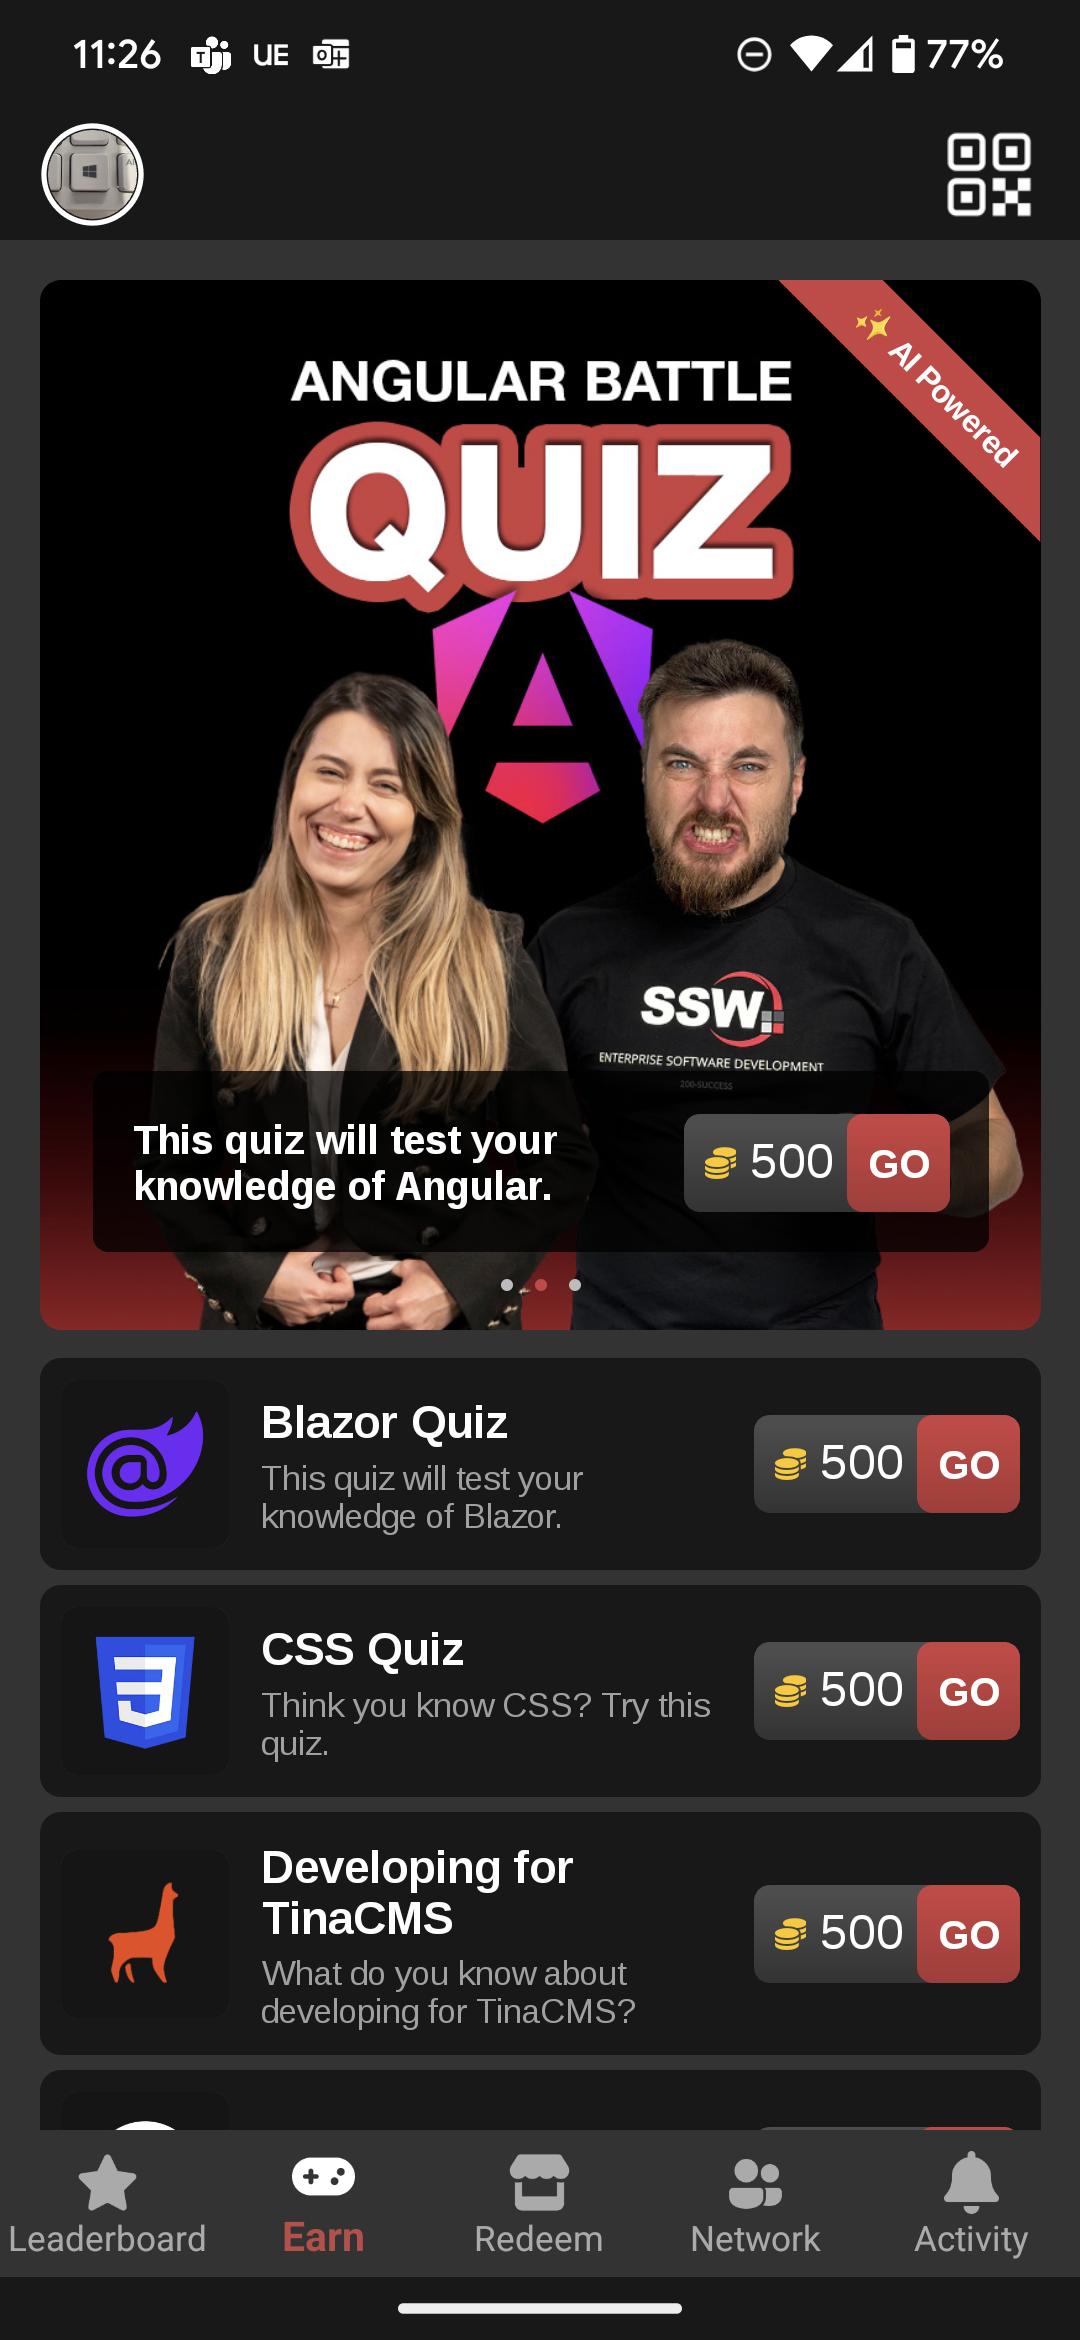 11:26
UE
77%
AI Powered
ANGULAR BATTLE
QUIZ
SSW
ENTERPRISE SOFTWARE DEVELOPMENT
200-SUCCESS
This quiz will test your
knowledge of Angular.
500 GO
Blazor Quiz
This quiz will test your
knowledge of Blazor.
500 GO
CSS Quiz
Think you know CSS? Try this
quiz.
500 GO
Developing for
TinaCMS
What do you know about
developing for TinaCMS?
500 GO
Leaderboard
Earn
Redeem
Network
Activity